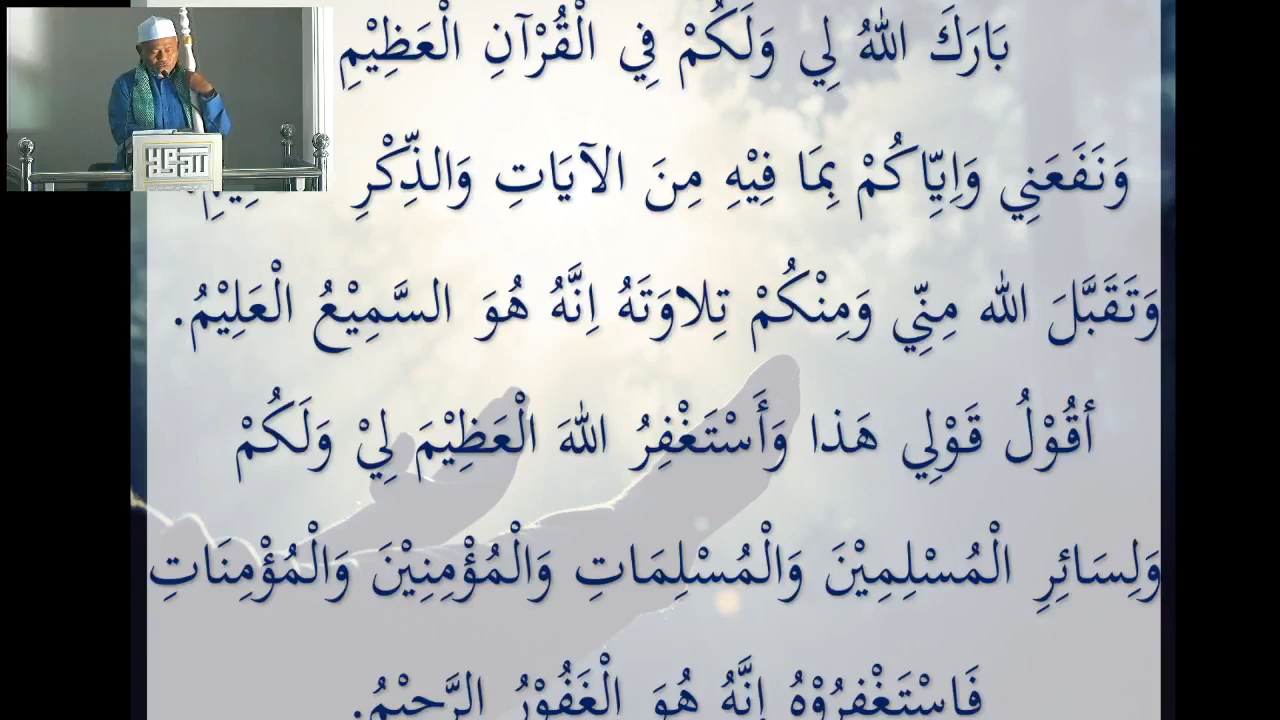 بَارَكَ اللهُ لِي وَلَكُمْ فِي الْقُرْآنِ الْعَظِيْمِ
وَنَفَعَنِي وَاِيِّاكُمْ بِمَا فِيْهِ مِنَ الآيَاتِ وَالذِّكْرِ
وَتَقَبَّلَ الله مِنِّي وَمِنْكُمْ تِلاوَتَهُ اِنَّهُ هُوَ السَّمِيْعُ الْعَلِيْمُ.
أقُوْلُ قَوْلِي هَذا وَأَسْتَغْفِرُ اللهَ الْعَظِيْمَ لِيْ وَلَكُمْ
وَلِسَائِرِ الْمُسْلِمِيْنَ وَالْمُسْلِمَاتِ وَالْمُؤْمِنِيْنَ وَالْمُؤْمِنَاتِ
فَاسْتَغْفِرُوْهُ اِنَّهُ هُوَ الْغَفُوْرُ الرَّحِيْمُ.